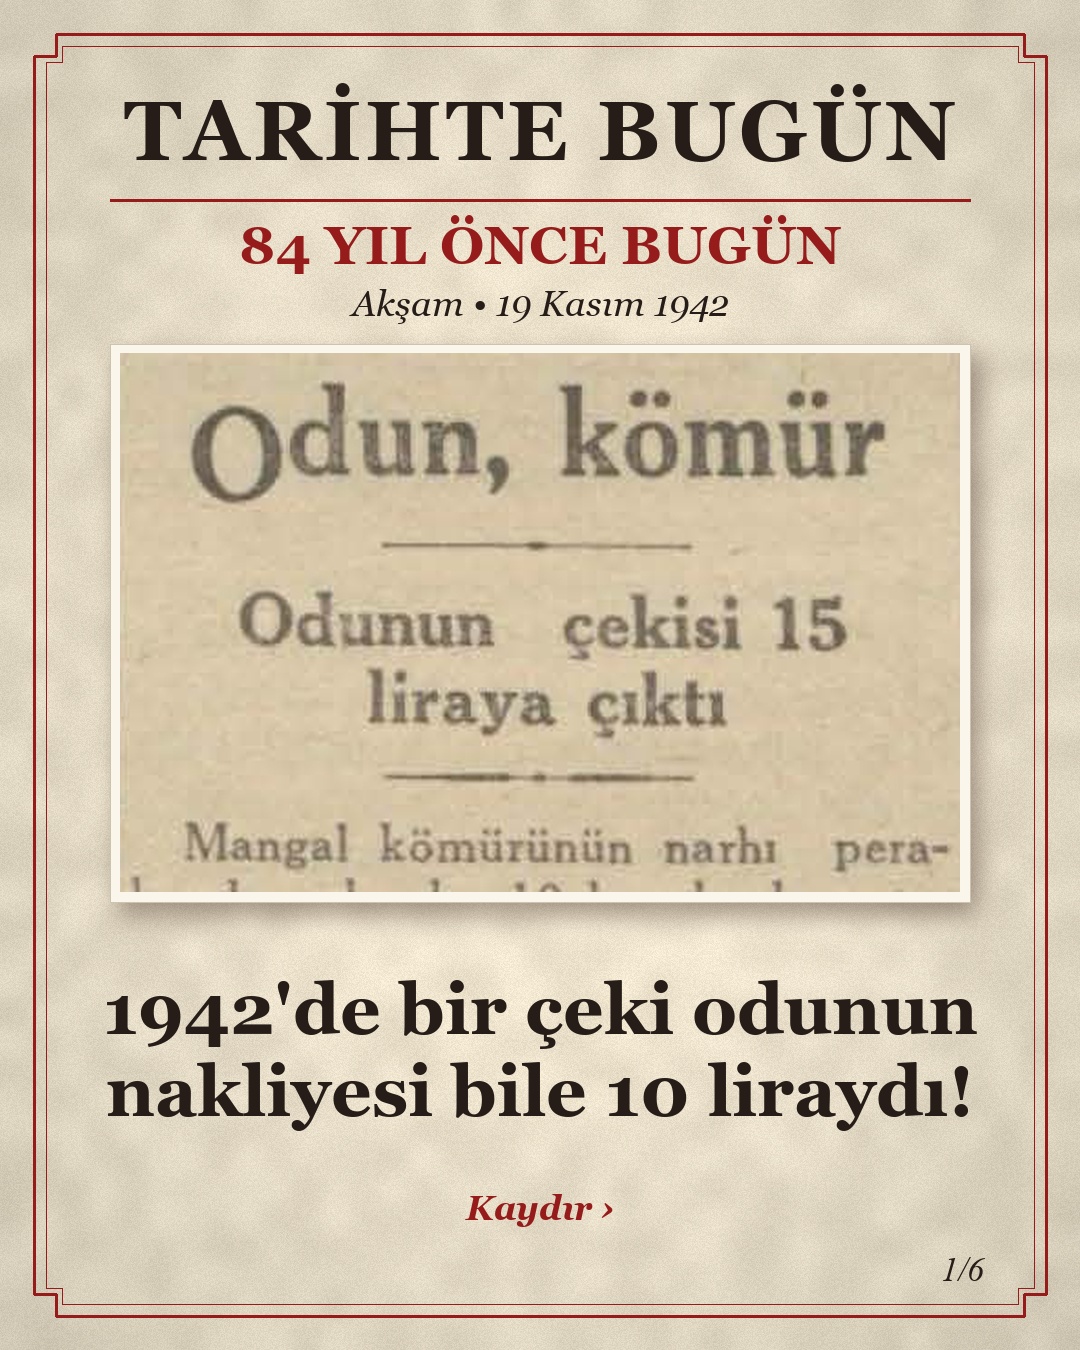 TARİHTE BUGÜN
84 YIL ÖNCE BUGÜN
Akşam • 19 Kasım 1942
Odun, kömür
Odunun çekisi 15
liraya çıktı
Mangal kömürünün narhı pera-
1942'de bir çeki odunun
nakliyesi bile 10 liraydı!
Kaydır ›
1/6